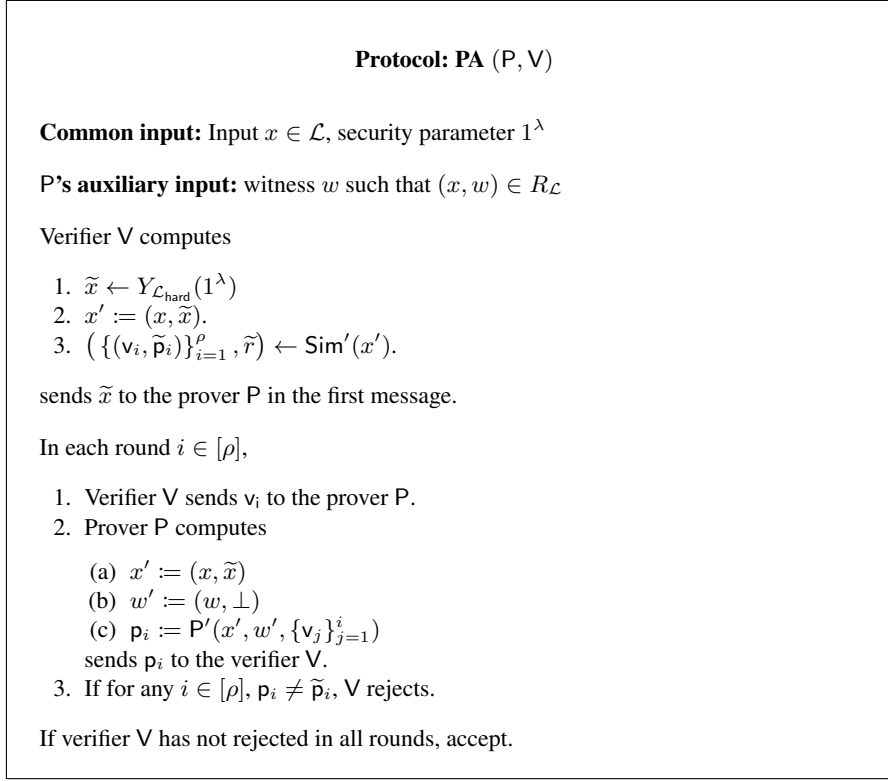 Protocol: PA (P, V)
Common input: Input x ∈ ℒ, security parameter 1^λ
P's auxiliary input: witness w such that (x, w) ∈ R_ℒ
Verifier V computes
1. x̃ ← Y_{ℒ_hard}(1^λ)
2. x′ := (x, x̃).
3. ( {(v_i, p̃_i)}_{i=1}^ρ , r̃) ← Sim′(x′).
sends x̃ to the prover P in the first message.
In each round i ∈ [ρ],
1. Verifier V sends v_i to the prover P.
2. Prover P computes
(a) x′ := (x, x̃)
(b) w′ := (w, ⊥)
(c) p_i := P′(x′, w′, {v_j}_{j=1}^i)
sends p_i to the verifier V.
3. If for any i ∈ [ρ], p_i ≠ p̃_i, V rejects.
If verifier V has not rejected in all rounds, accept.